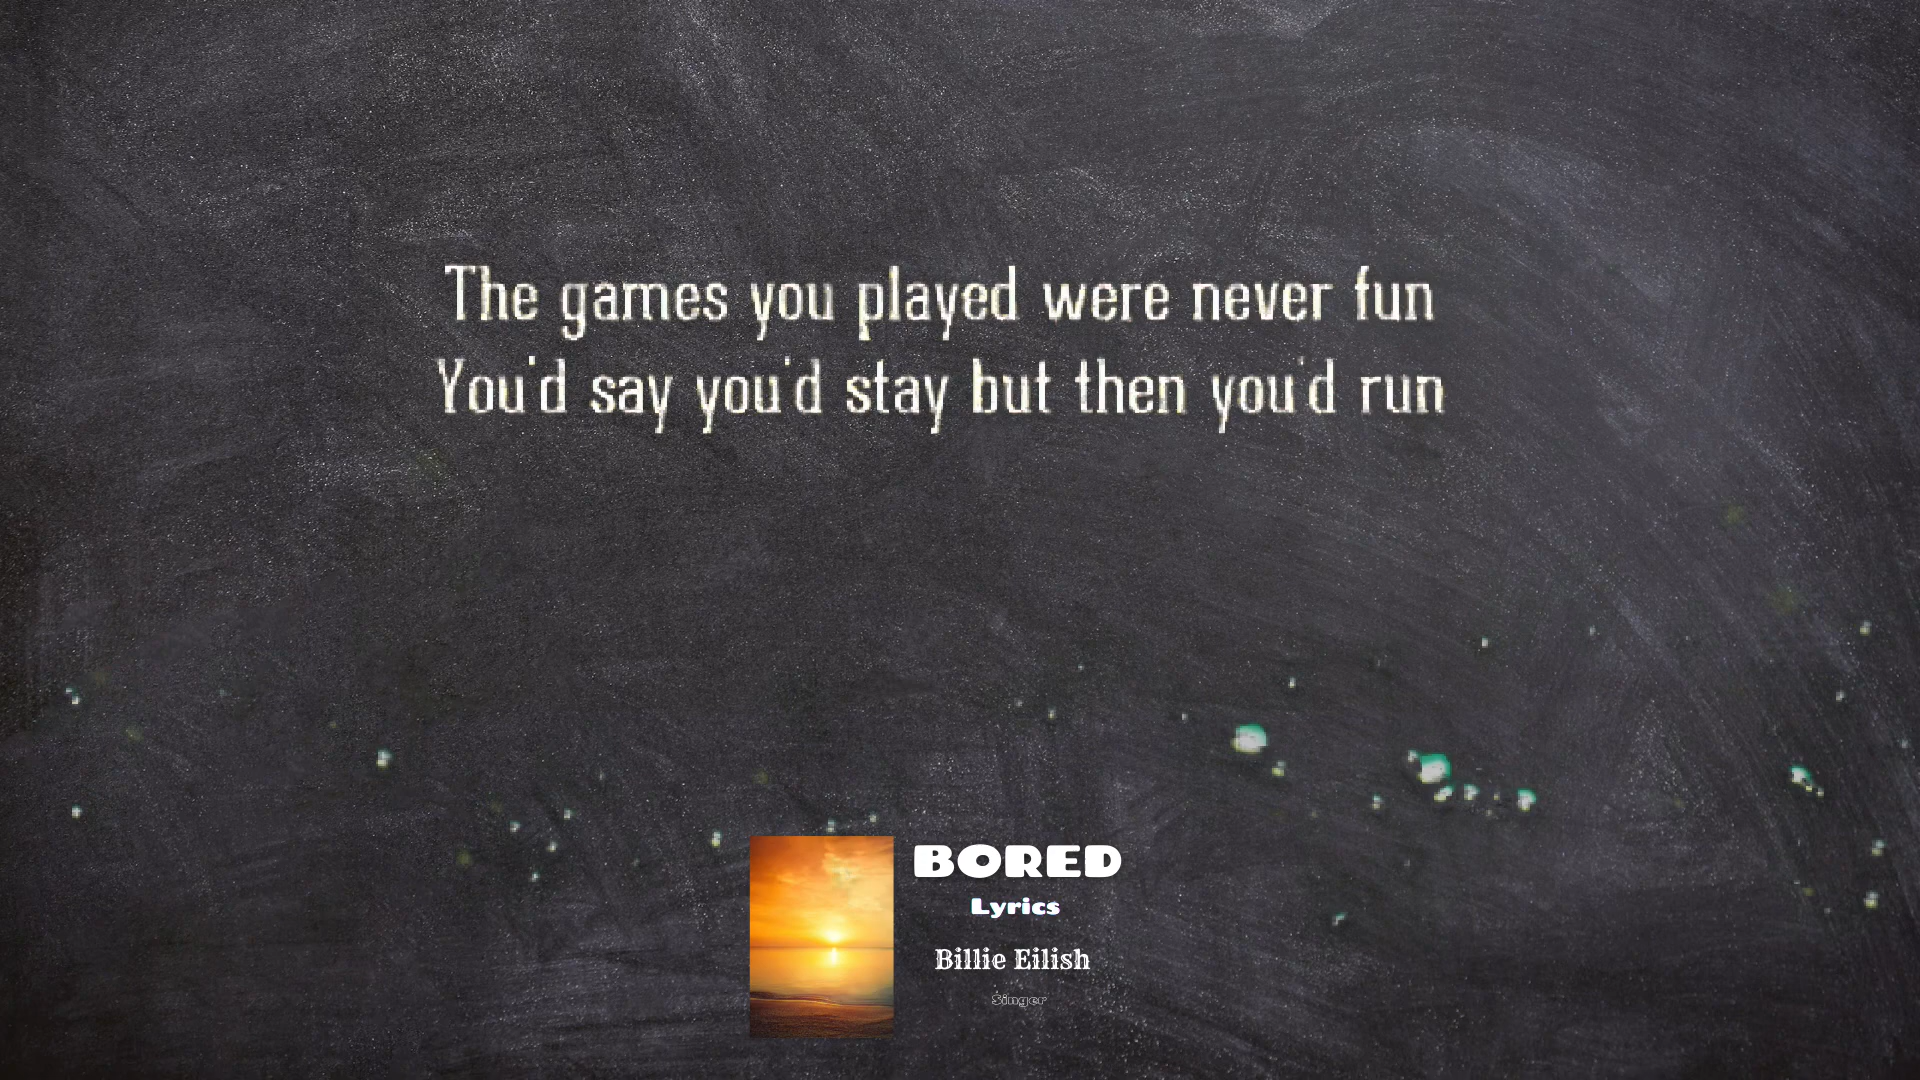 The games you played were never fun
You'd say you'd stay but then you'd run
BORED
Lyrics
Billie Eilish
Singer